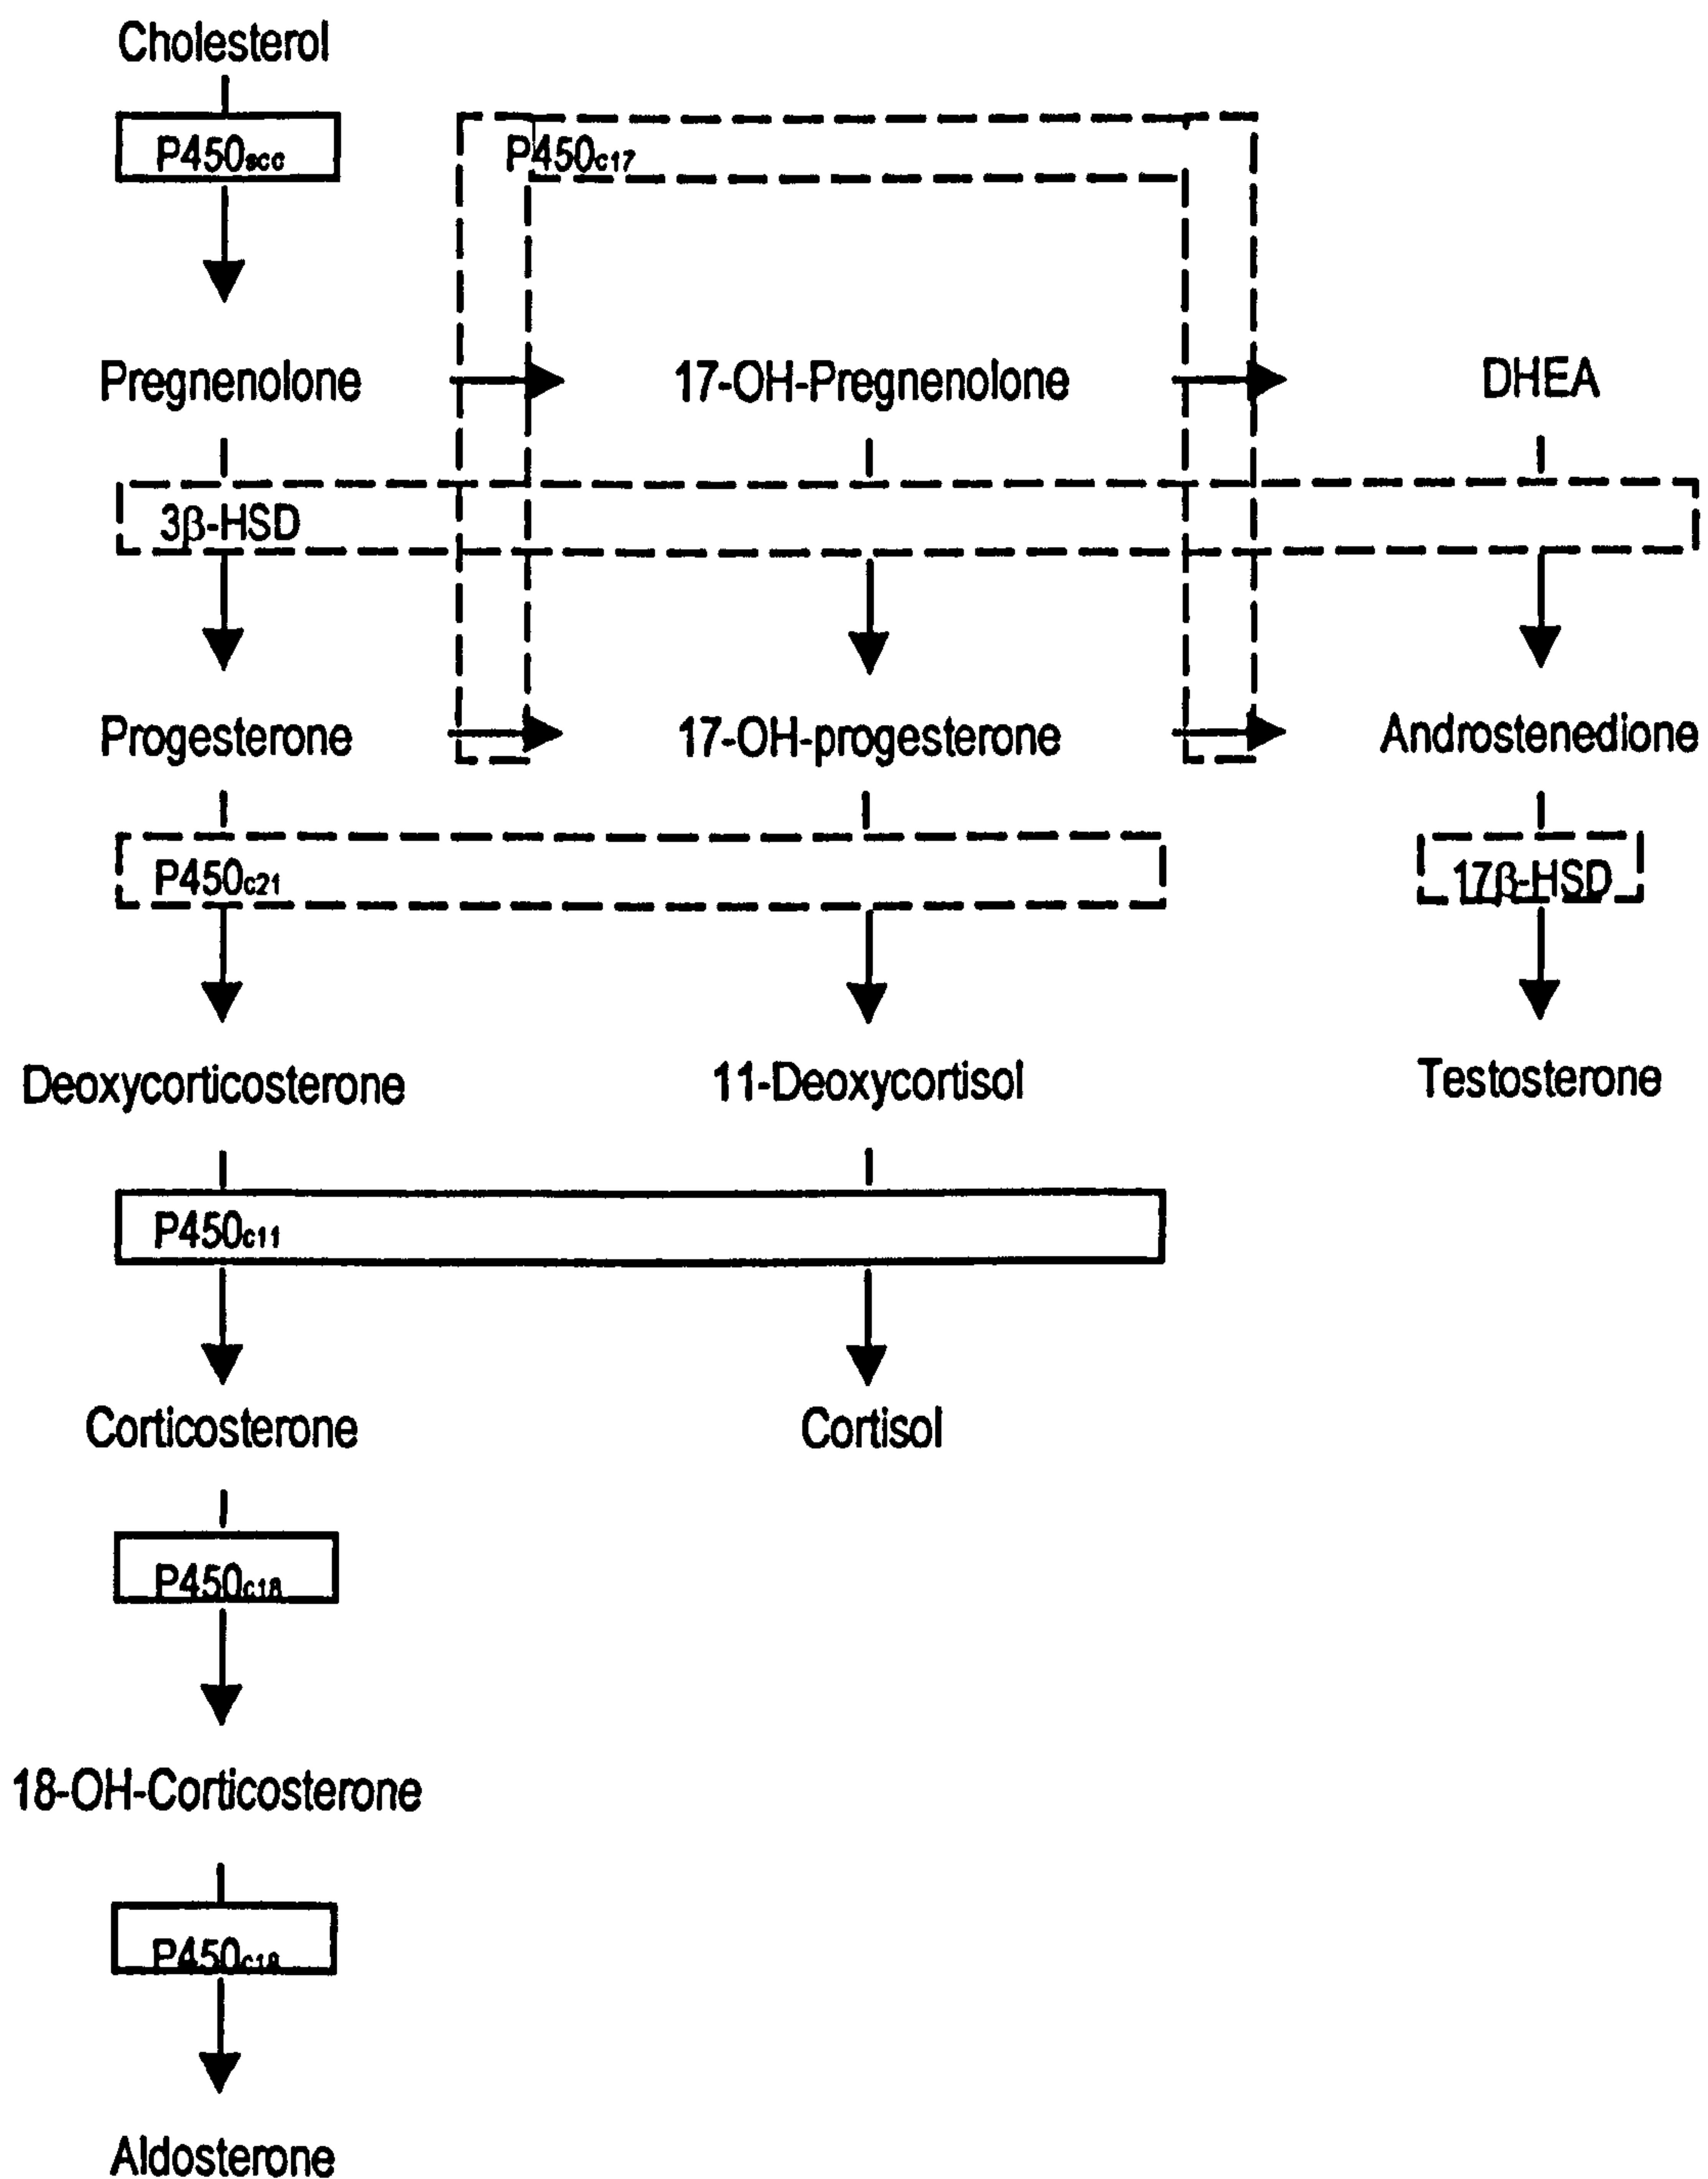 Cholesterol
P450scc
P450c17
Pregnenolone 17-OH-Pregnenolone DHEA
3β-HSD
Progesterone 17-OH-progesterone Androstenedione
P450c21 17β-HSD
Deoxycorticosterone 11-Deoxycortisol Testosterone
P450c11
Corticosterone Cortisol
P450c18
18-OH-Corticosterone
P450c18
Aldosterone